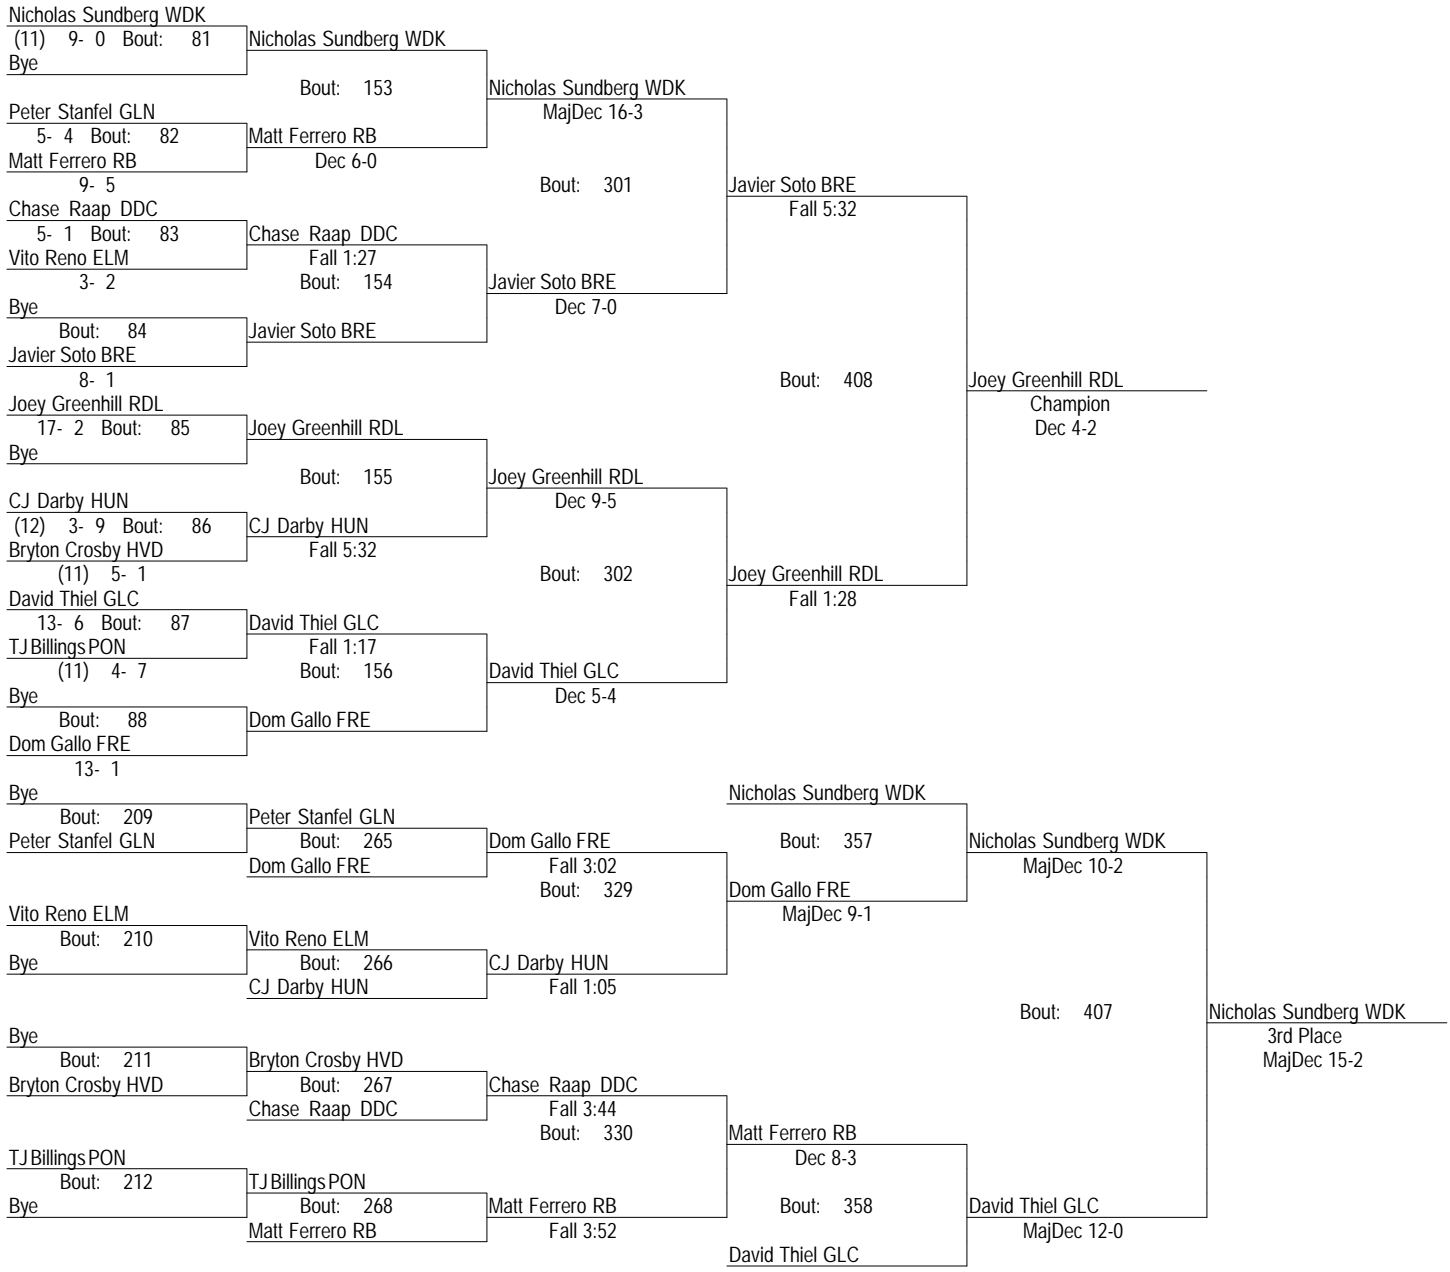 Nicholas Sundberg WDK
(11) 9- 0 Bout: 81 Nicholas Sundberg WDK
Bye
Bout: 153 Nicholas Sundberg WDK
Peter Stanfel GLN MajDec 16-3
5- 4 Bout: 82 Matt Ferrero RB
Matt Ferrero RB Dec 6-0
9- 5 Bout: 301 Javier Soto BRE
Chase Raap DDC Fall 5:32
5- 1 Bout: 83 Chase Raap DDC
Vito Reno ELM Fall 1:27
3- 2 Bout: 154 Javier Soto BRE
Bye Dec 7-0
Bout: 84 Javier Soto BRE
Javier Soto BRE
8- 1 Bout: 408 Joey Greenhill RDL
Joey Greenhill RDL Champion
17- 2 Bout: 85 Joey Greenhill RDL Dec 4-2
Bye
Bout: 155 Joey Greenhill RDL
CJ Darby HUN Dec 9-5
(12) 3- 9 Bout: 86 CJ Darby HUN
Bryton Crosby HVD Fall 5:32
(11) 5- 1 Bout: 302 Joey Greenhill RDL
David Thiel GLC Fall 1:28
13- 6 Bout: 87 David Thiel GLC
TJ Billings PON Fall 1:17
(11) 4- 7 Bout: 156 David Thiel GLC
Bye Dec 5-4
Bout: 88 Dom Gallo FRE
Dom Gallo FRE
13- 1
Bye Nicholas Sundberg WDK
Bout: 209 Peter Stanfel GLN
Peter Stanfel GLN Bout: 265 Dom Gallo FRE Bout: 357 Nicholas Sundberg WDK
Dom Gallo FRE Fall 3:02 MajDec 10-2
Bout: 329 Dom Gallo FRE
Vito Reno ELM MajDec 9-1
Bout: 210 Vito Reno ELM
Bye Bout: 266 CJ Darby HUN
CJ Darby HUN Fall 1:05
Bout: 407 Nicholas Sundberg WDK
Bye 3rd Place
Bout: 211 Bryton Crosby HVD MajDec 15-2
Bryton Crosby HVD Bout: 267 Chase Raap DDC
Chase Raap DDC Fall 3:44
Bout: 330 Matt Ferrero RB
TJ Billings PON Dec 8-3
Bout: 212 TJ Billings PON
Bye Bout: 268 Matt Ferrero RB Bout: 358 David Thiel GLC
Matt Ferrero RB Fall 3:52 MajDec 12-0
David Thiel GLC